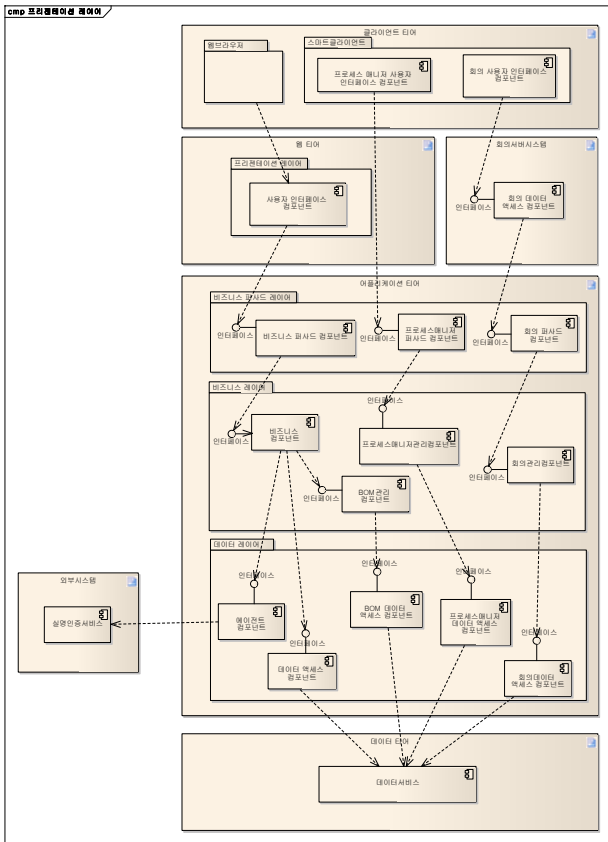 cmp 프리젠테이션 레이어
클라이언트 티어
웹브라우저
스마트클라이언트
프로세스 매니저 사용자
인터페이스 컴포넌트
회의 사용자 인터페이스
컴포넌트
웹 티어
프리젠테이션 레이어
사용자 인터페이스
컴포넌트
회의서버시스템
인터페이스
회의 데이터
액세스 컴포넌트
어플리케이션 티어
비즈니스 퍼사드 레이어
인터페이스
비즈니스 퍼사드 컴포넌트
인터페이스
프로세스매니저
퍼사드 컴포넌트
인터페이스
회의 퍼사드
컴포넌트
비즈니스 레이어
인터페이스
비즈니스
컴포넌트
인터페이스
프로세스매니저관리컴포넌트
인터페이스
BOM관리
컴포넌트
인터페이스
회의관리컴포넌트
데이터 레이어
인터페이스
에이전트
컴포넌트
인터페이스
데이터 액세스
컴포넌트
인터페이스
BOM 데이터
액세스 컴포넌트
인터페이스
프로세스매니저
데이터 액세스
컴포넌트
인터페이스
회의데이터
액세스 컴포넌트
외부시스템
실명인증서비스
데이터 티어
데이터서비스